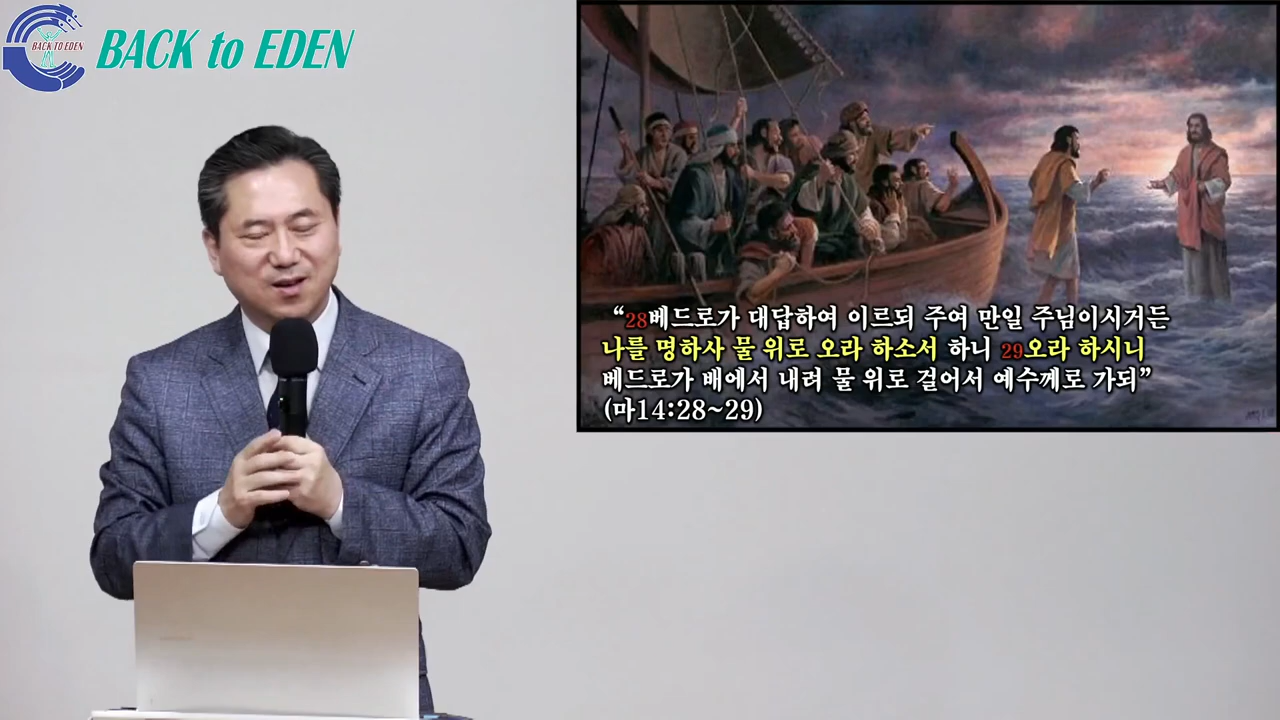 BACK TO EDEN
BACK to EDEN
“28베드로가 대답하여 이르되 주여 만일 주님이시거든
나를 명하사 물 위로 오라 하소서 하니 29오라 하시니
베드로가 배에서 내려 물 위로 걸어서 예수께로 가되”
(마14:28~29)